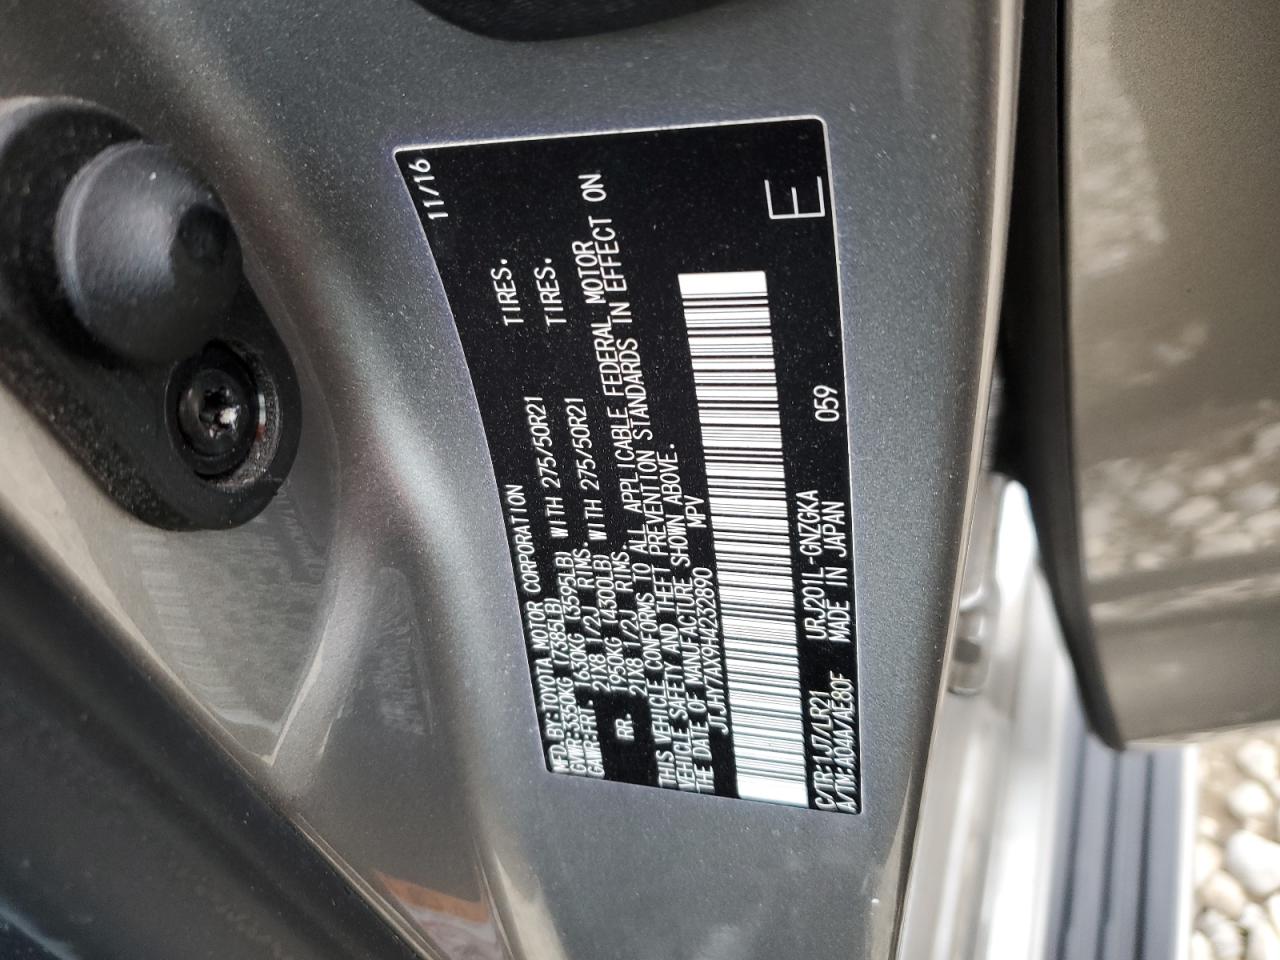 MFD.BY:TOYOTA MOTOR CORPORATION 11/16
GVWR:3350KG (7385LB)
GAWR:FRT 1630KG (3595LB) WITH 275/50R21 TIRES.
21X8 1/2J RIMS.
RR. 1950KG (4300LB) WITH 275/50R21 TIRES.
21X8 1/2J RIMS.
THIS VEHICLE CONFORMS TO ALL APPLICABLE FEDERAL MOTOR
VEHICLE SAFETY AND THEFT PREVENTION STANDARDS IN EFFECT ON
THE DATE OF MANUFACTURE SHOWN ABOVE.
JTJHY7AX9H4232890 MPV
E
C/TR:1J7/LR21 URJ201L-GNZGKA 059
A/TM:A04A/AE80F MADE IN JAPAN